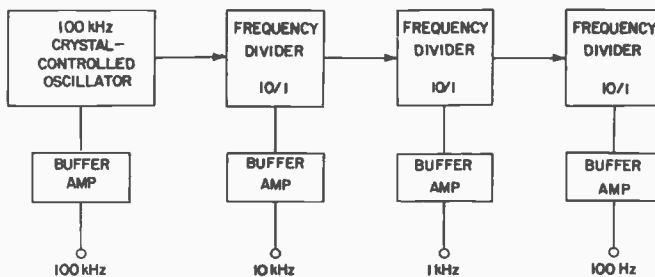 100 kHz
CRYSTAL-
CONTROLLED
OSCILLATOR
FREQUENCY
DIVIDER
10/1
FREQUENCY
DIVIDER
10/1
FREQUENCY
DIVIDER
10/1
BUFFER
AMP
BUFFER
AMP
BUFFER
AMP
BUFFER
AMP
100 kHz
10 kHz
1 kHz
100 Hz